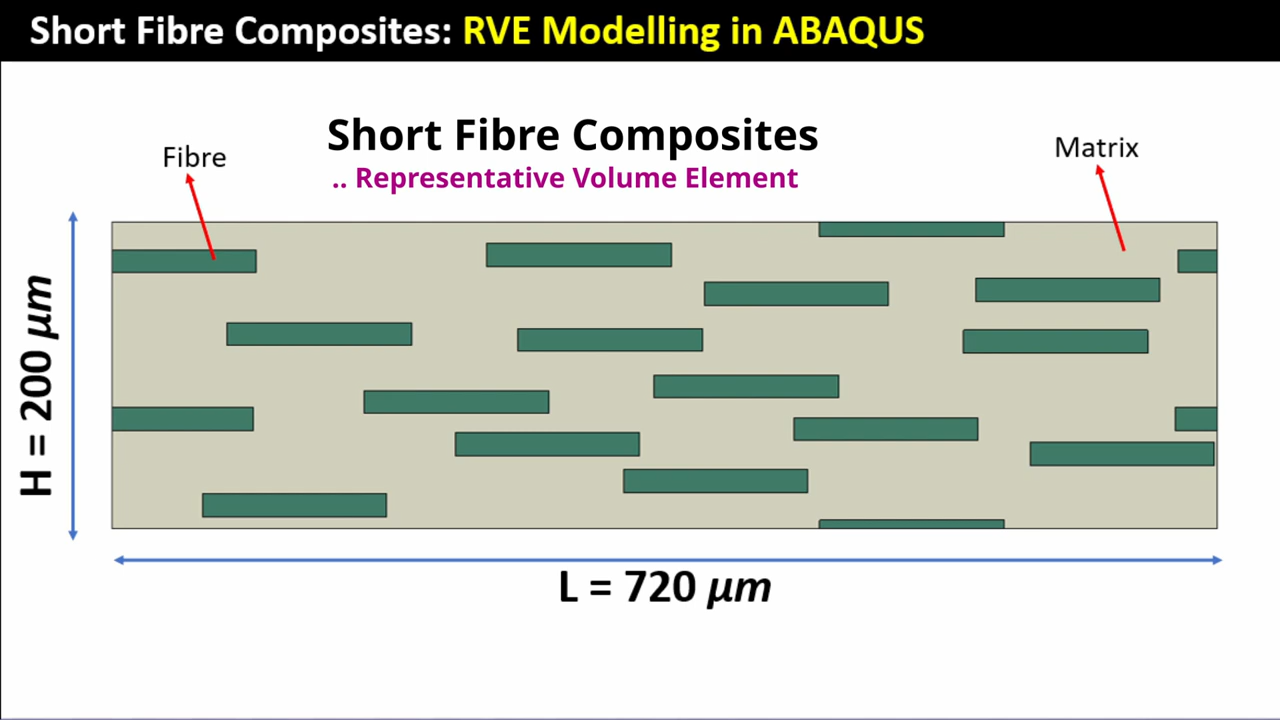 Short Fibre Composites: RVE Modelling in ABAQUS
Short Fibre Composites
.. Representative Volume Element
Fibre
Matrix
H = 200 μm
L = 720 μm